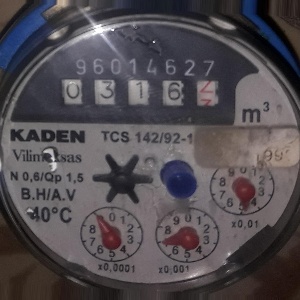 96014627
0316
m³
KADEN TCS 142/92-1
Vilimeksas
N 0,6/Qp 1,5
B.H/A.V
40°C
x0,01
x0,0001
x0,001